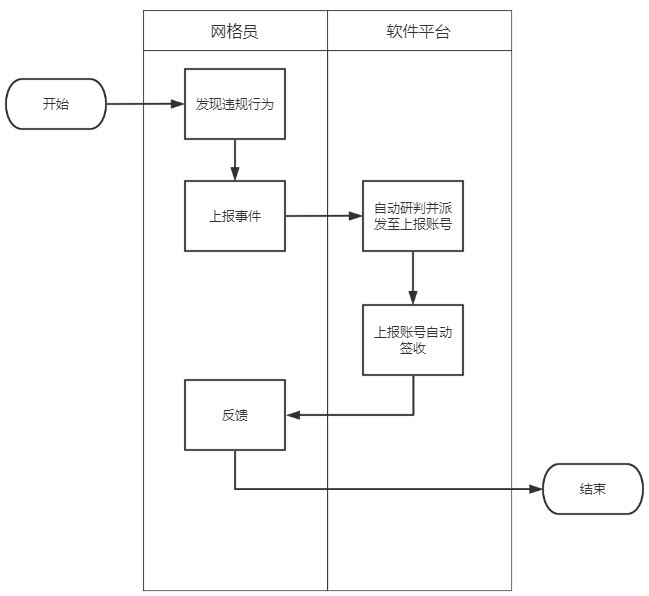 网格员
软件平台
开始
发现违规行为
上报事件
自动研判并派
发至上报账号
上报账号自动
签收
反馈
结束